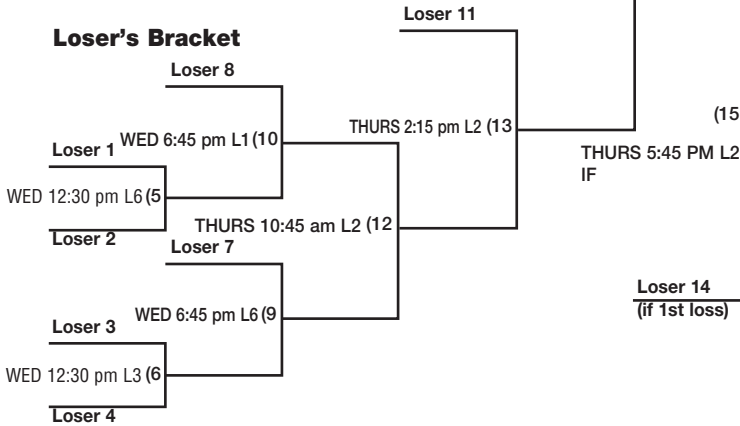 Loser 11
Loser's Bracket
Loser 8
(15
THURS 2:15 pm L2 (13
WED 6:45 pm L1(10
Loser 1
THURS 5:45 PM L2
IF
WED 12:30 pm L6 (5
THURS 10:45 am L2 (12
Loser 2
Loser 7
Loser 14
(if 1st loss)
WED 6:45 pm L6 (9
Loser 3
WED 12:30 pm L3 (6
Loser 4